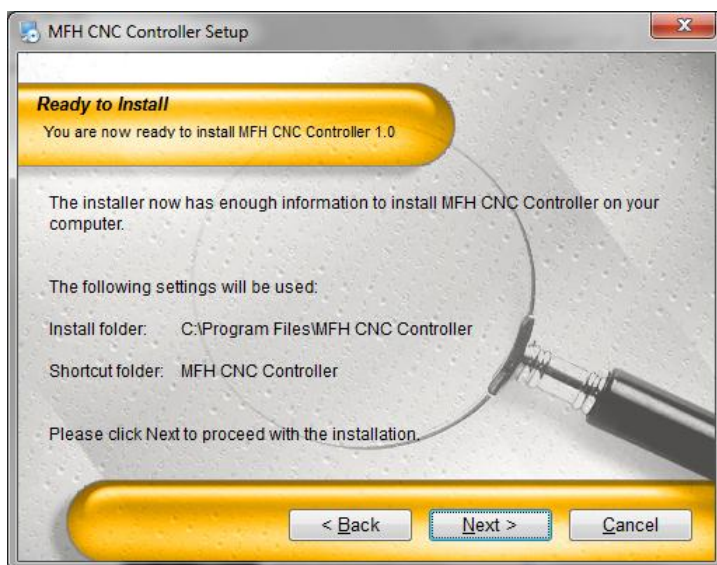 MFH CNC Controller Setup
Ready to Install
You are now ready to install MFH CNC Controller 1.0
The installer now has enough information to install MFH CNC Controller on your
computer.
The following settings will be used:
Install folder: C:\Program Files\MFH CNC Controller
Shortcut folder: MFH CNC Controller
Please click Next to proceed with the installation.
< Back Next > Cancel